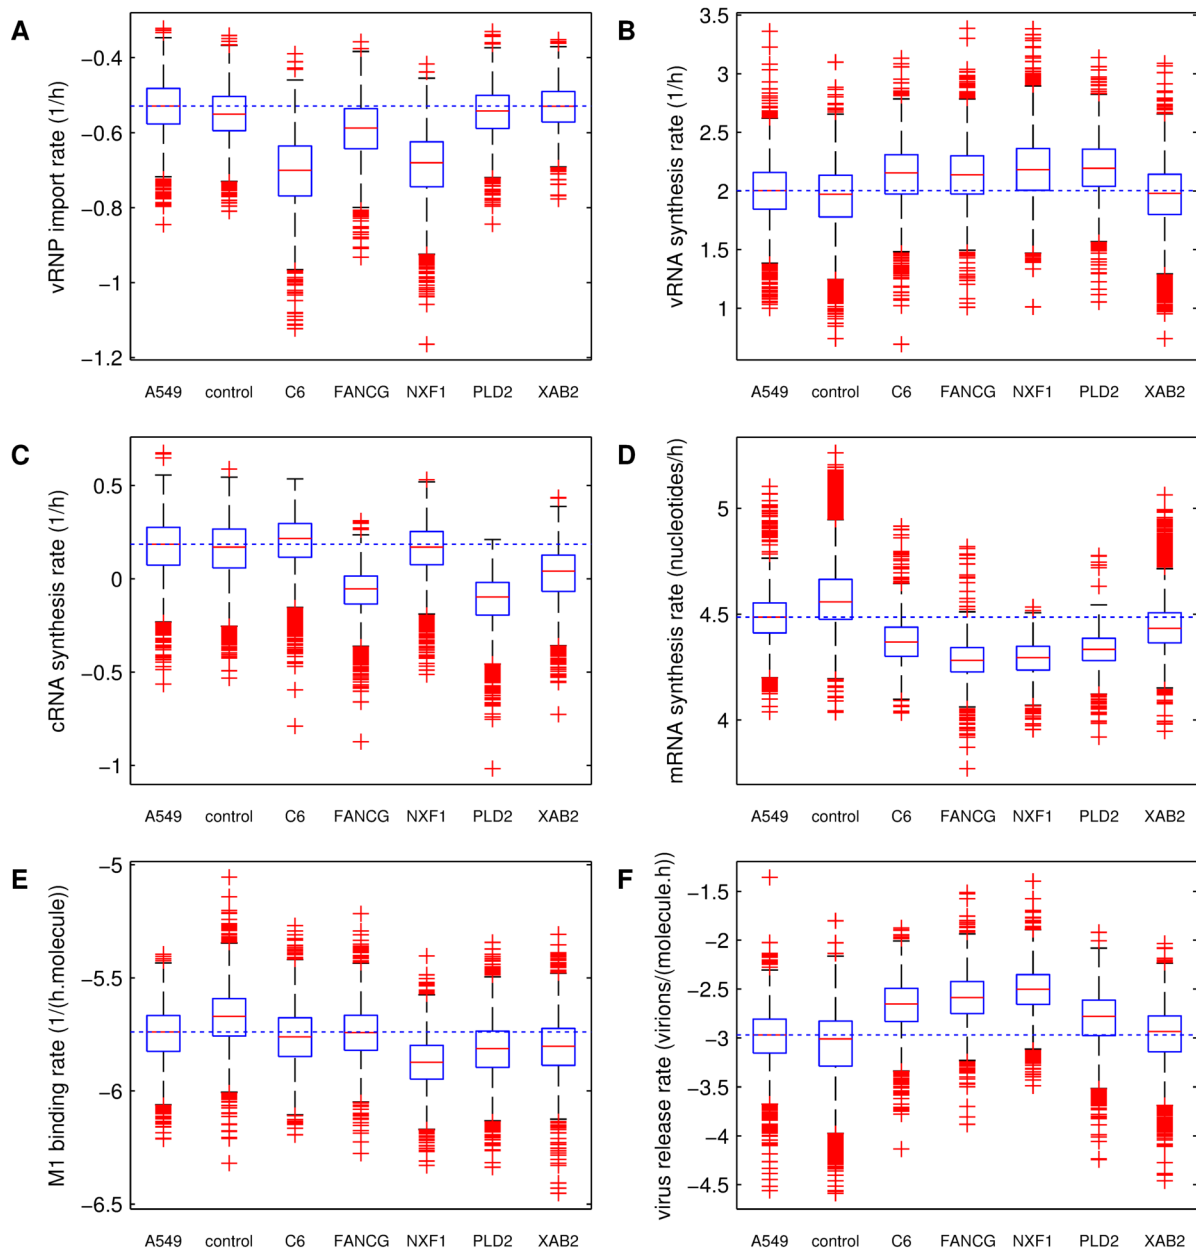 A
vRNP import rate (1/h)
−0.4
−0.6
−0.8
−1
−1.2
A549 control C6 FANCG NXF1 PLD2 XAB2
B
vRNA synthesis rate (1/h)
3.5
3
2.5
2
1.5
1
A549 control C6 FANCG NXF1 PLD2 XAB2
C
cRNA synthesis rate (1/h)
0.5
0
−0.5
−1
A549 control C6 FANCG NXF1 PLD2 XAB2
D
mRNA synthesis rate (nucleotides/h)
5
4.5
4
A549 control C6 FANCG NXF1 PLD2 XAB2
E
M1 binding rate (1/(h.molecule))
−5
−5.5
−6
−6.5
A549 control C6 FANCG NXF1 PLD2 XAB2
F
virus release rate (virions/(molecule.h))
−1.5
−2
−2.5
−3
−3.5
−4
−4.5
A549 control C6 FANCG NXF1 PLD2 XAB2